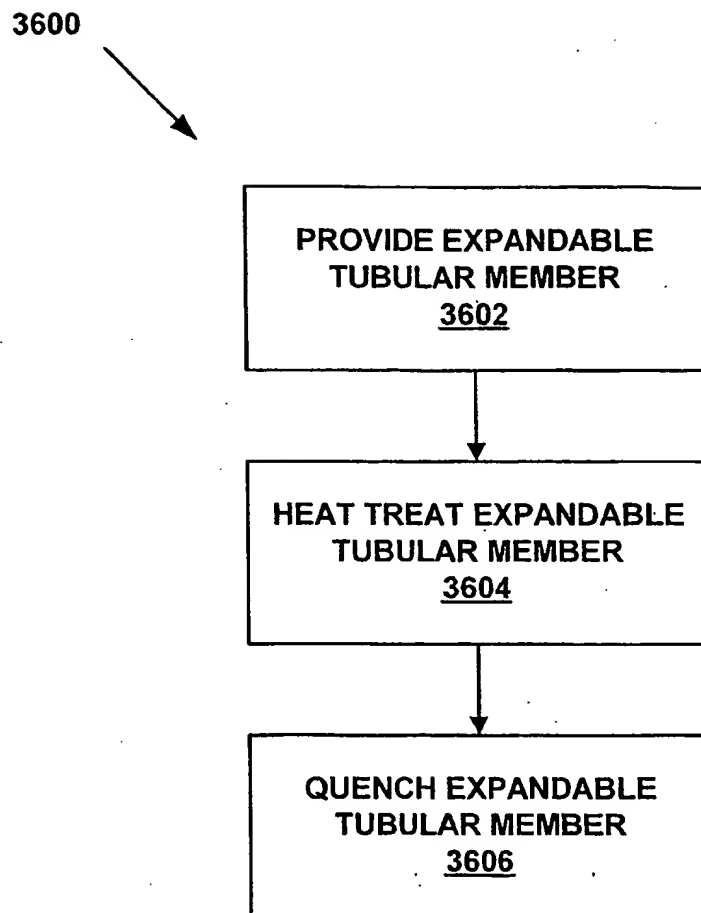 3600
PROVIDE EXPANDABLE
TUBULAR MEMBER
3602
HEAT TREAT EXPANDABLE
TUBULAR MEMBER
3604
QUENCH EXPANDABLE
TUBULAR MEMBER
3606